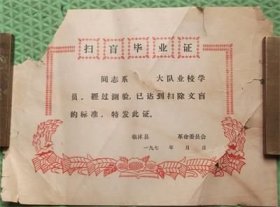 扫盲毕业证
同志系 大队业校学
员，经过测验，已达到扫除文盲
的标准，特发此证。
临沭县 革命委员会
一九七 年 月 日